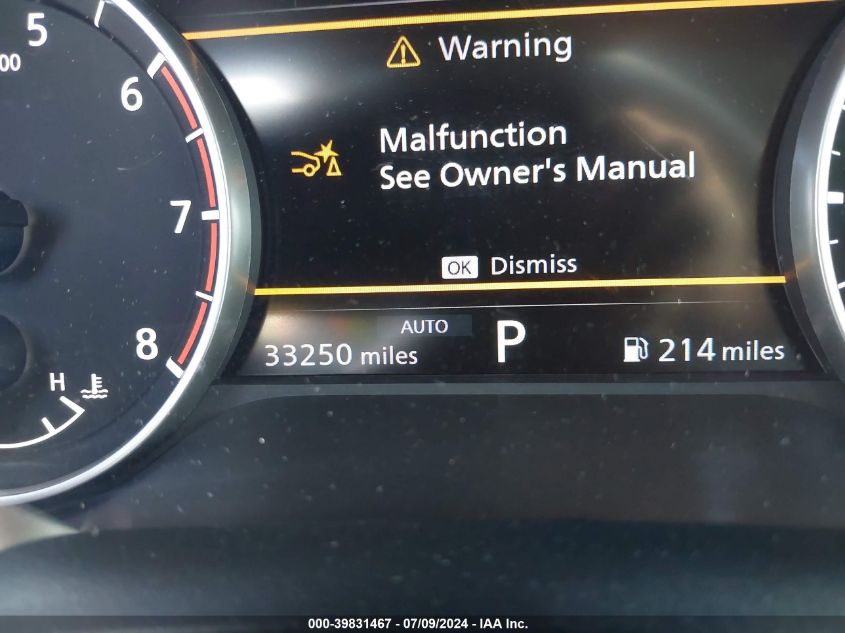 5
00
6
7
8
H
Warning
Malfunction
See Owner's Manual
OK Dismiss
AUTO
33250 miles P 214 miles
000-39831467 - 07/09/2024 - IAA Inc.